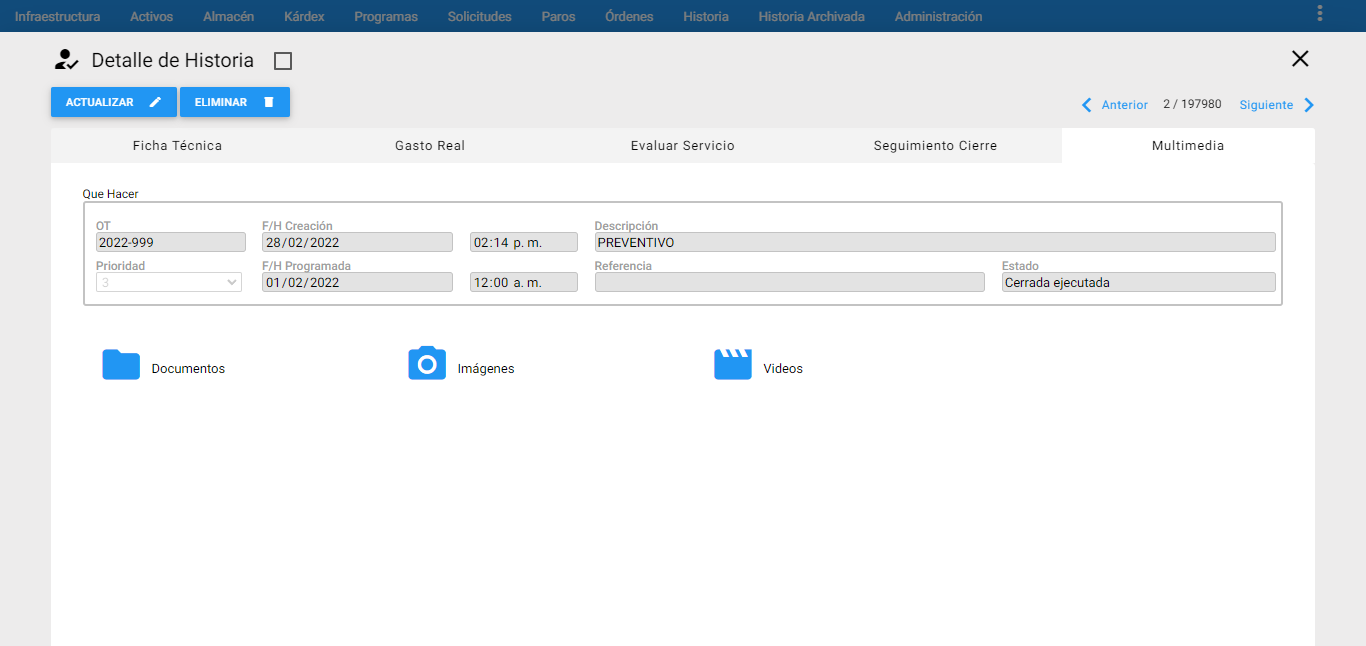 Infraestructura Activos Almacén Kárdex Programas Solicitudes Paros Órdenes Historia Historia Archivada Administración
Detalle de Historia
ACTUALIZAR ELIMINAR Anterior 2 / 197980 Siguiente
Ficha Técnica Gasto Real Evaluar Servicio Seguimiento Cierre Multimedia
Que Hacer
OT F/H Creación Descripción
2022-999 28/02/2022 02:14 p. m. PREVENTIVO
Prioridad F/H Programada Referencia Estado
3 01/02/2022 12:00 a. m. Cerrada ejecutada
Documentos Imágenes Videos